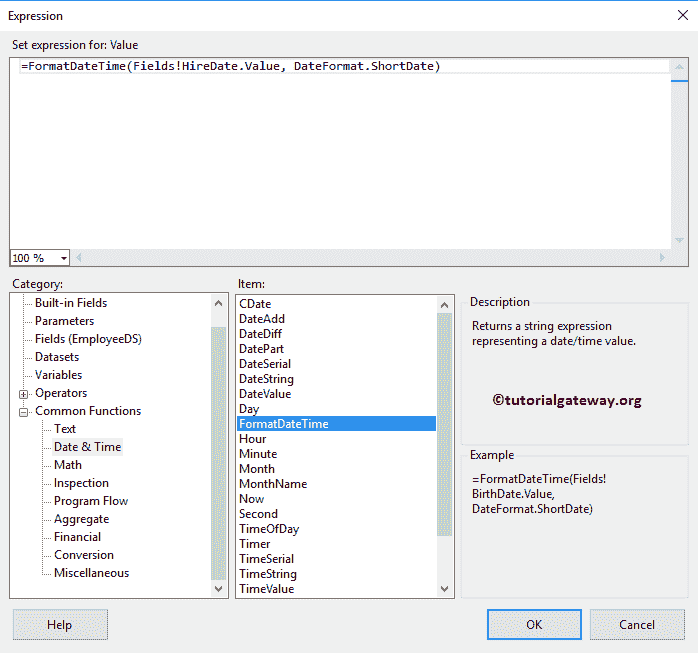 Expression
Set expression for: Value
=FormatDateTime(Fields!HireDate.Value, DateFormat.ShortDate)
100 %
Category:
Built-in Fields
Parameters
Fields (EmployeeDS)
Datasets
Variables
Operators
Common Functions
Text
Date & Time
Math
Inspection
Program Flow
Aggregate
Financial
Conversion
Miscellaneous
Item:
CDate
DateAdd
DateDiff
DatePart
DateSerial
DateString
DateValue
Day
FormatDateTime
Hour
Minute
Month
MonthName
Now
Second
TimeOfDay
Timer
TimeSerial
TimeString
TimeValue
Description
Returns a string expression
representing a date/time value.
©tutorialgateway.org
Example
=FormatDateTime(Fields!
BirthDate.Value,
DateFormat.ShortDate)
Help
OK
Cancel